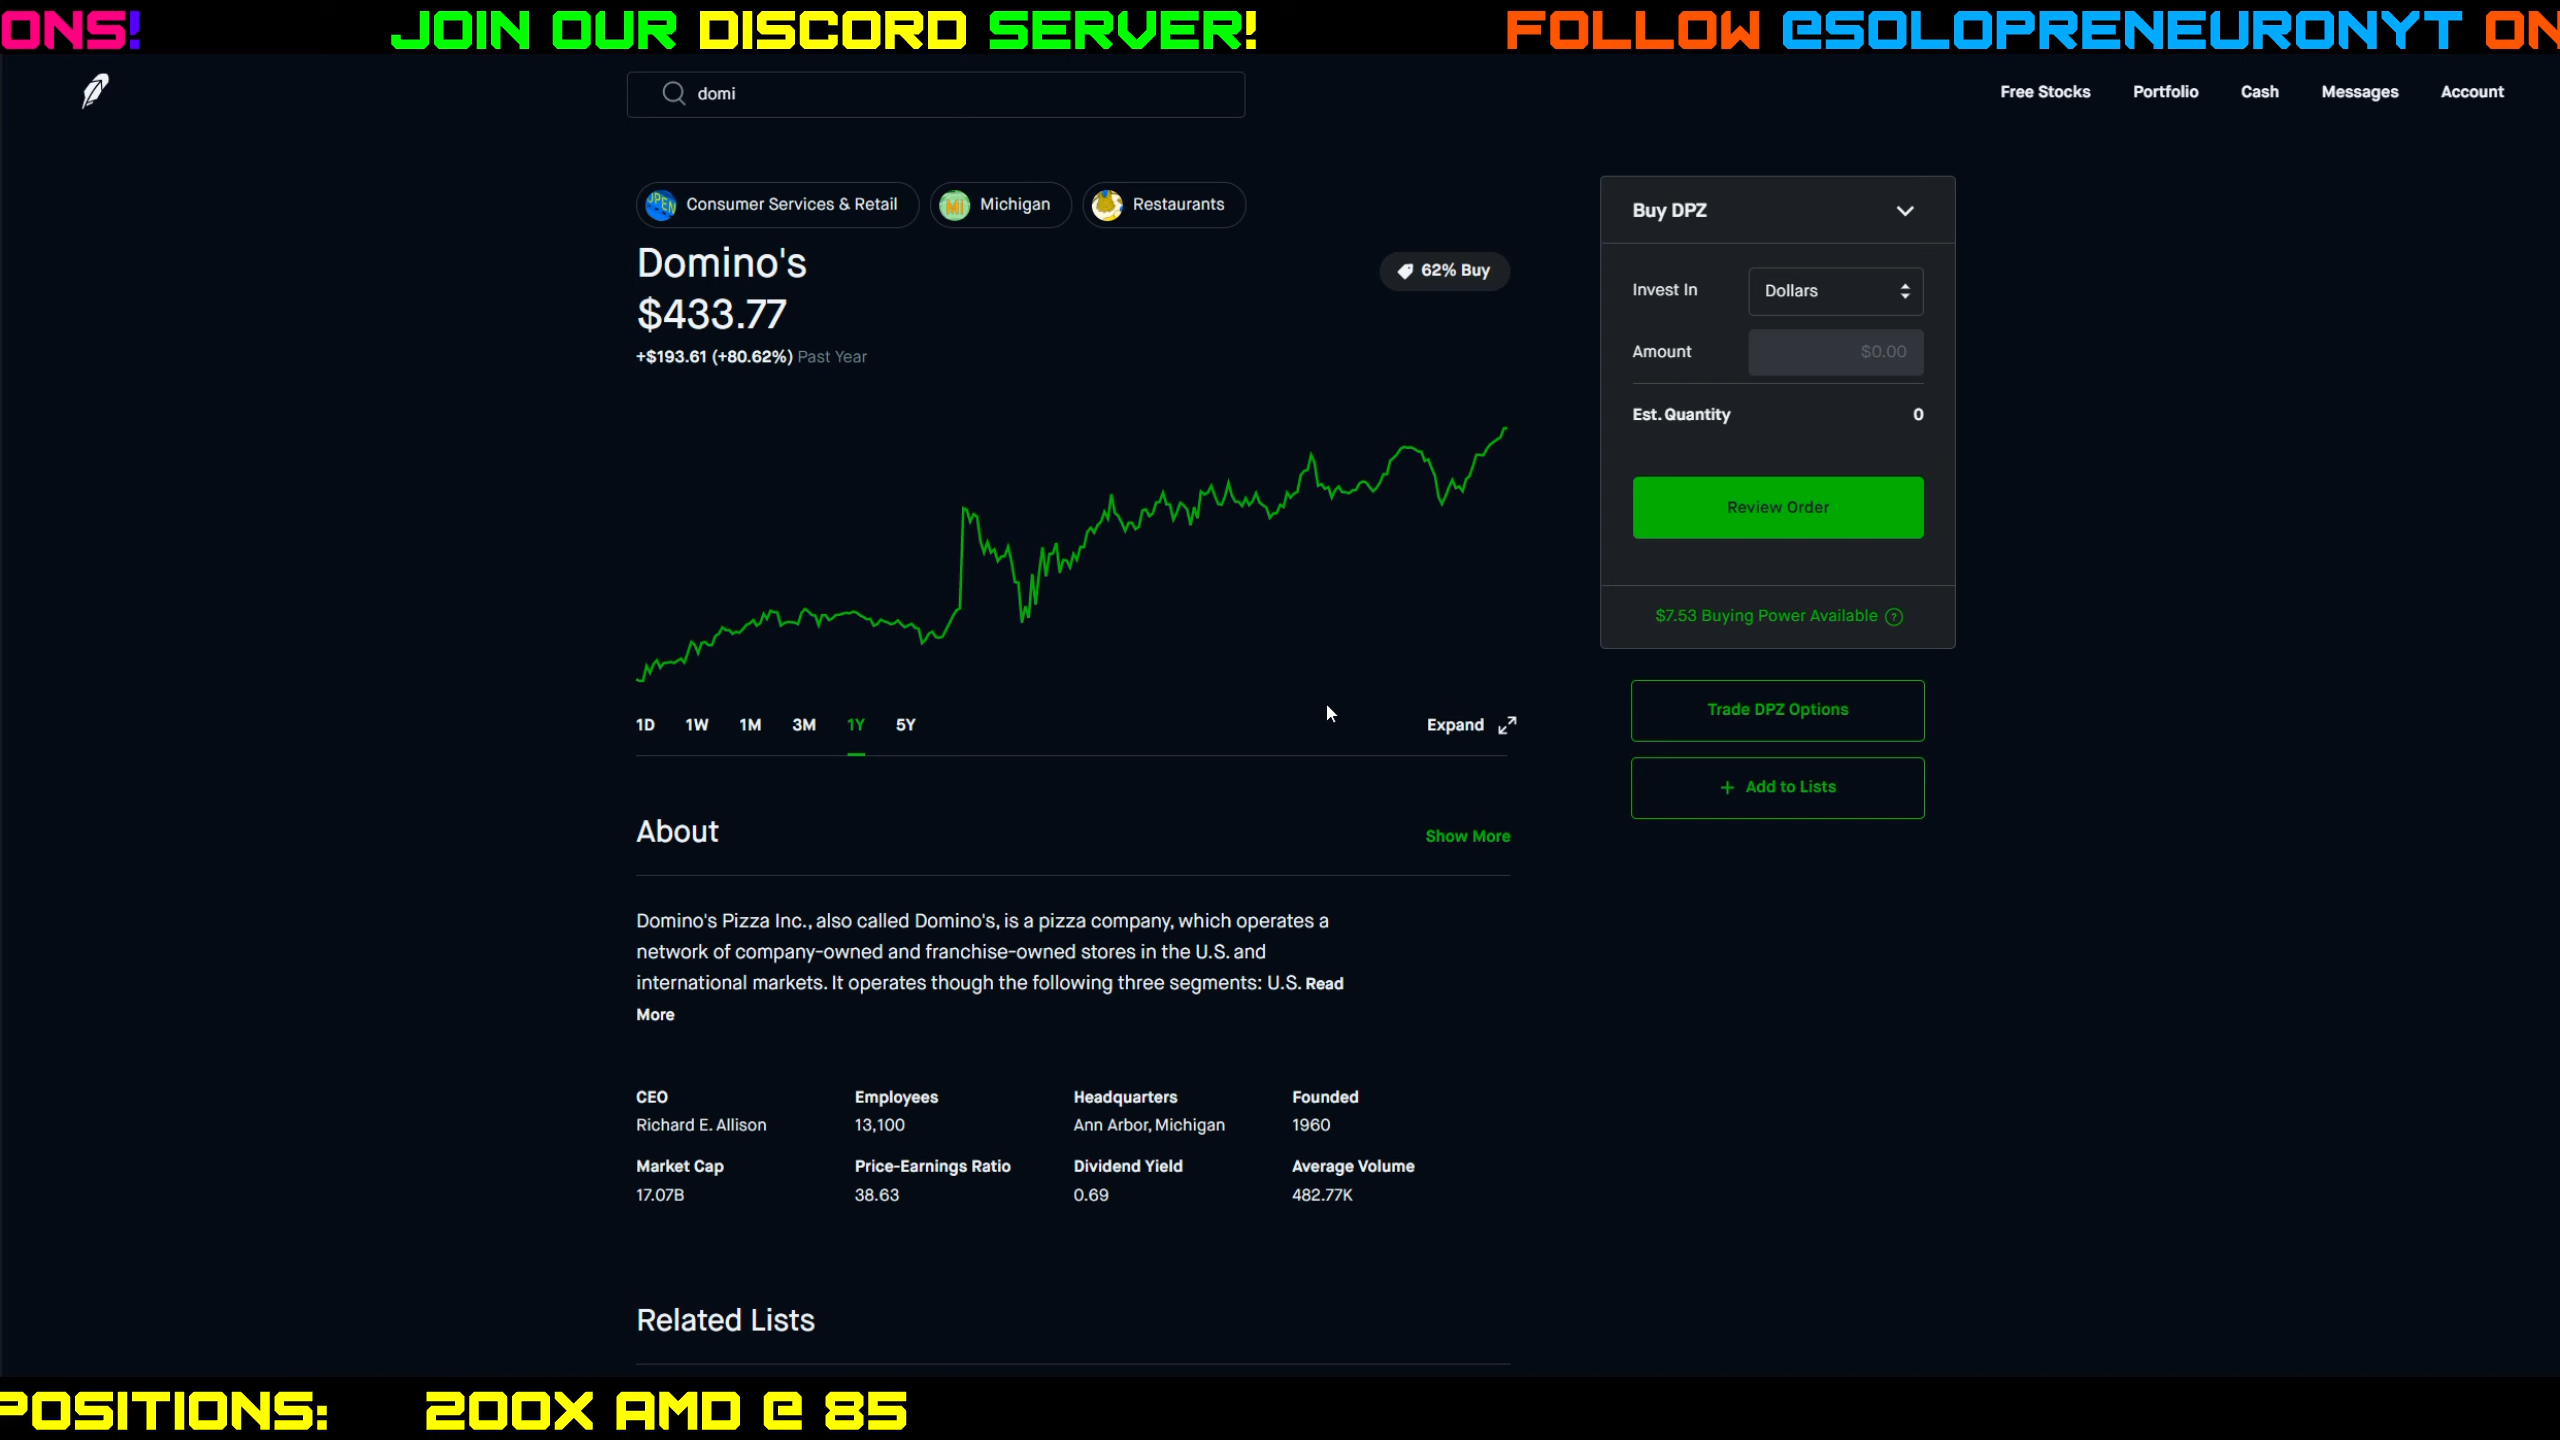 ONS!
JOIN OUR DISCORD SERVER!
FOLLOW @SOLOPRENEURONYT ON
domi
Free Stocks
Portfolio
Cash
Messages
Account
OPEN
Consumer Services & Retail
MI
Michigan
Restaurants
Domino's
$433.77
+$193.61 (+80.62%) Past Year
62% Buy
Buy DPZ
Invest In
Dollars
Amount
$0.00
Est. Quantity
0
Review Order
$7.53 Buying Power Available ?
Trade DPZ Options
+ Add to Lists
1D
1W
1M
3M
1Y
5Y
Expand
About
Show More
Domino's Pizza Inc., also called Domino's, is a pizza company, which operates a
network of company-owned and franchise-owned stores in the U.S. and
international markets. It operates though the following three segments: U.S. Read
More
CEO
Richard E. Allison
Employees
13,100
Headquarters
Ann Arbor, Michigan
Founded
1960
Market Cap
17.07B
Price-Earnings Ratio
38.63
Dividend Yield
0.69
Average Volume
482.77K
Related Lists
POSITIONS:
200X AMD @ 85